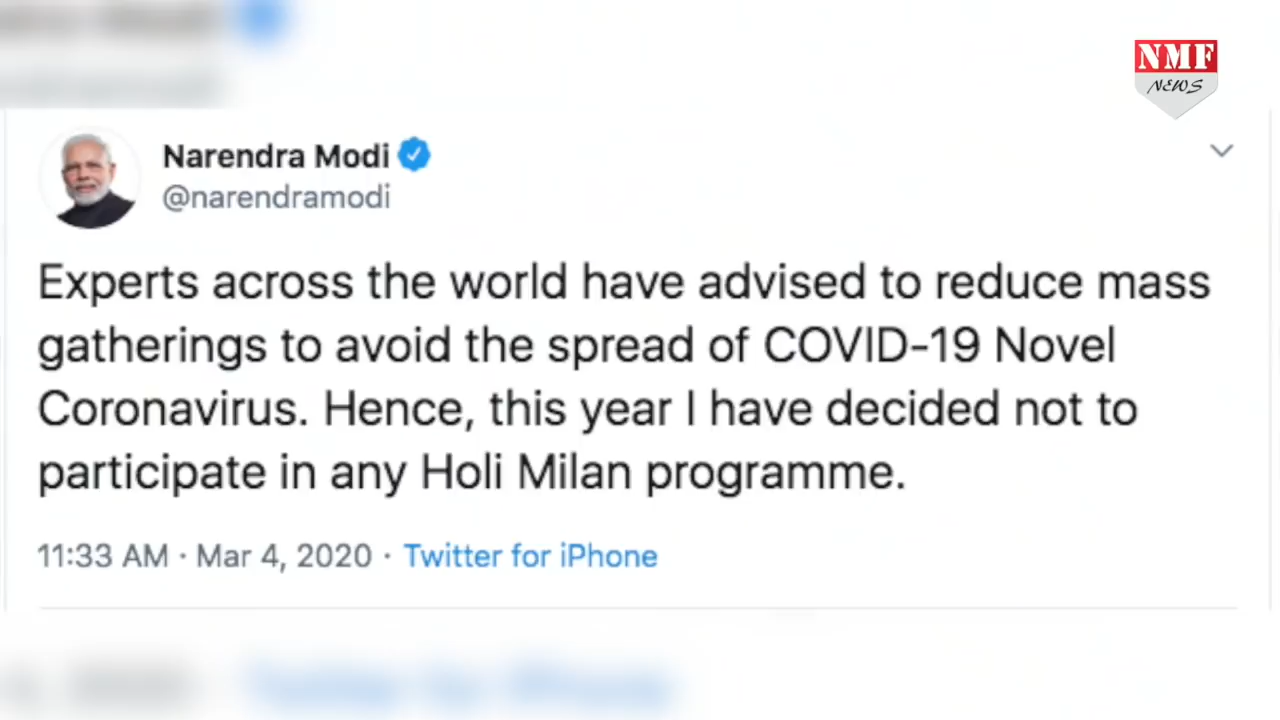 NMF
NEWS
Narendra Modi
@narendramodi
Experts across the world have advised to reduce mass
gatherings to avoid the spread of COVID-19 Novel
Coronavirus. Hence, this year I have decided not to
participate in any Holi Milan programme.
11:33 AM · Mar 4, 2020 · Twitter for iPhone